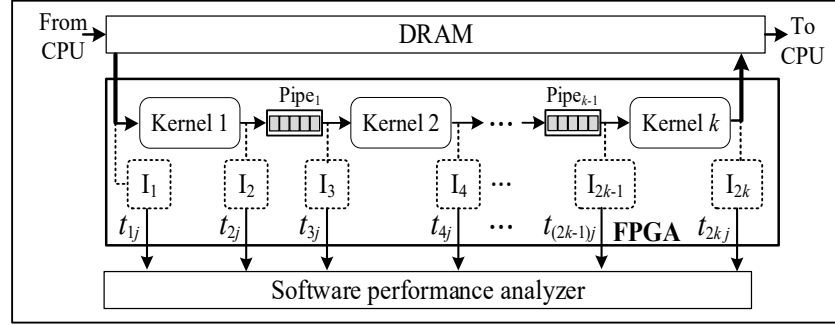 From CPU
DRAM
To CPU
Pipe₁
Pipeₖ₋₁
Kernel 1
Kernel 2
...
Kernel k
I₁
I₂
I₃
I₄
...
I₂ₖ₋₁
I₂ₖ
t₁ⱼ
t₂ⱼ
t₃ⱼ
t₄ⱼ
...
t₍₂ₖ₋₁₎ⱼ
FPGA
t₂ₖⱼ
Software performance analyzer